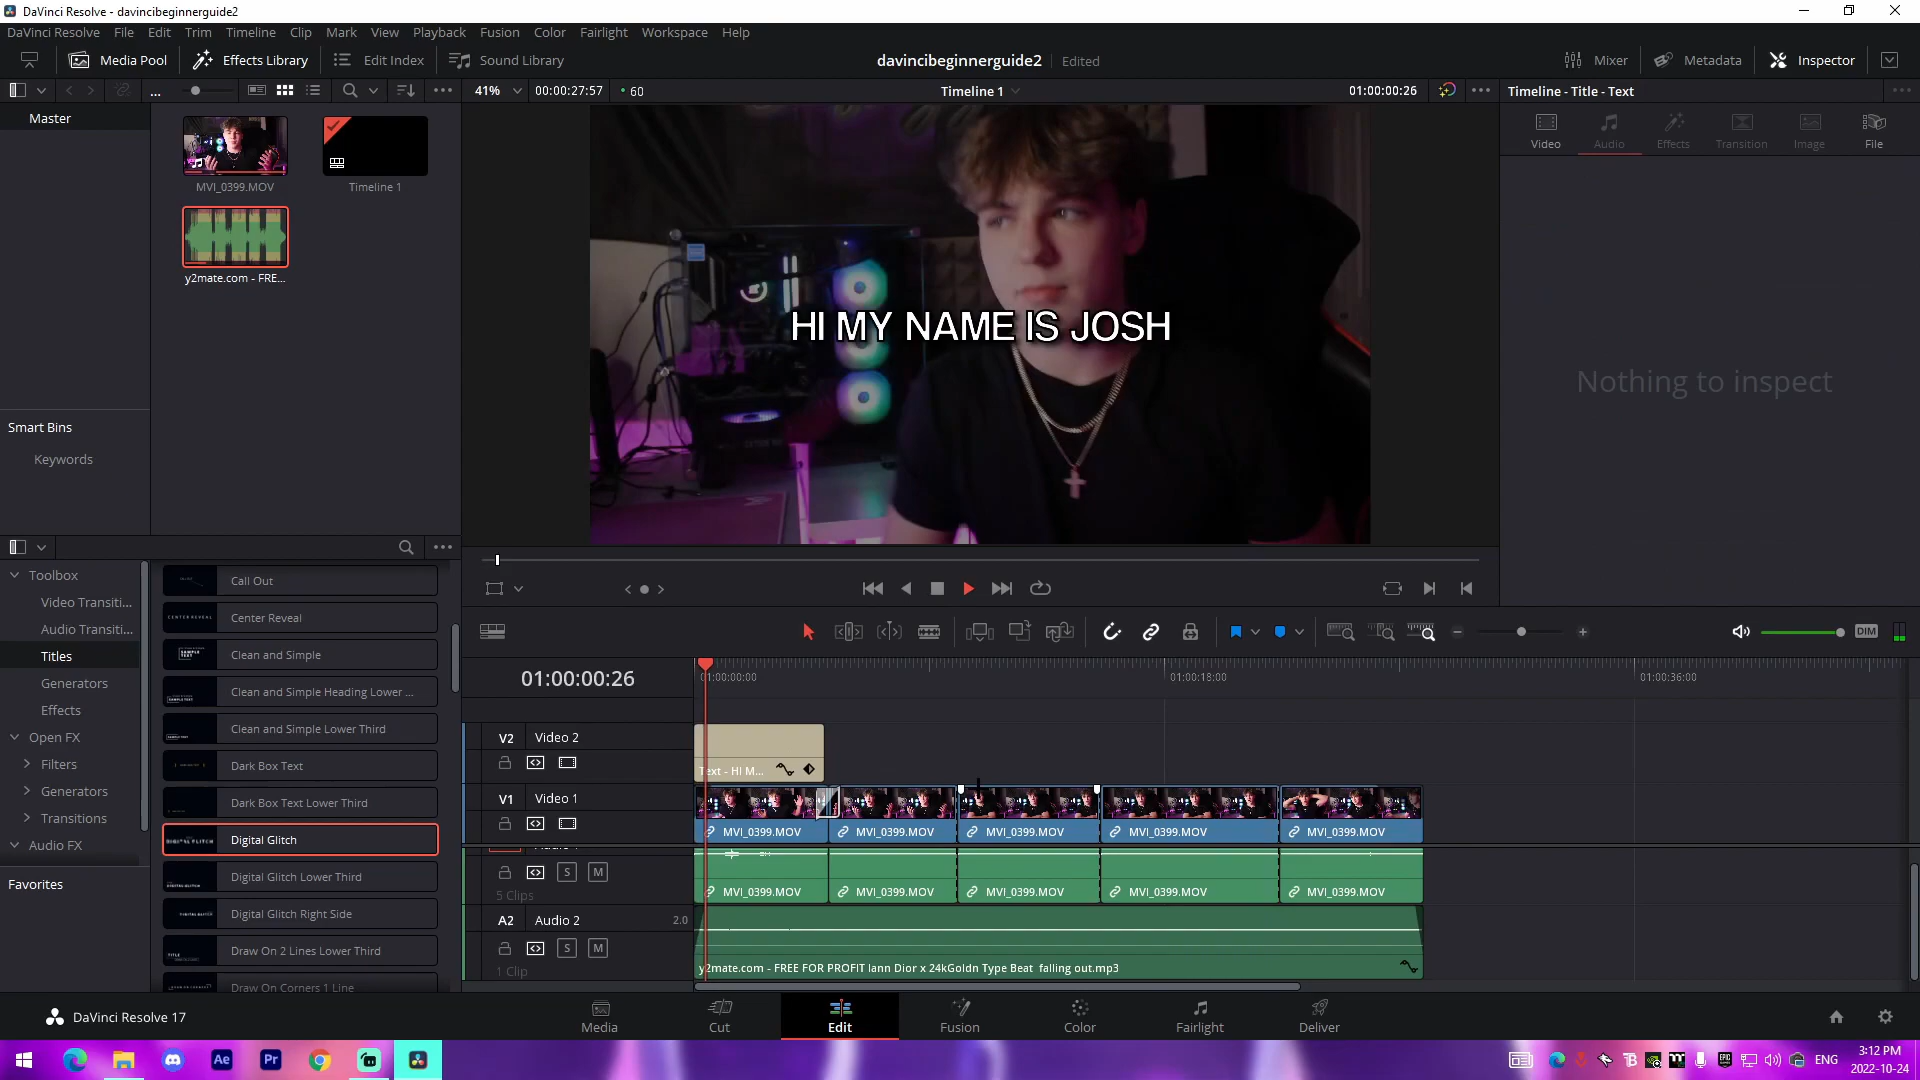 DaVinci Resolve - davincibeginnerguide2
DaVinci Resolve File Edit Trim Timeline Clip Mark View Playback Fusion Color Fairlight Workspace Help
Media Pool Effects Library Edit Index Sound Library davincibeginnerguide2 Edited Mixer Metadata Inspector
... 41% 00:00:27:57 60 Timeline 1 01:00:00:26 Timeline - Title - Text
Master
MVI_0399.MOV Timeline 1
y2mate.com - FRE...
Video Audio Effects Transition Image File
Nothing to inspect
HI MY NAME IS JOSH
Smart Bins
Keywords
Toolbox
Video Transiti...
Audio Transiti...
Titles
Generators
Effects
Open FX
Filters
Generators
Transitions
Audio FX
Favorites
Call Out
CENTER REVEAL Center Reveal
Clean and Simple
Clean and Simple Heading Lower ...
Clean and Simple Lower Third
Dark Box Text
Dark Box Text Lower Third
Digital Glitch
Digital Glitch Lower Third
Digital Glitch Right Side
Draw On 2 Lines Lower Third
Draw On Corners 1 Line
DIM
01:00:00:26 01:00:00:00 01:00:18:00 01:00:36:00
V2 Video 2
Text - HI M...
V1 Video 1
MVI_0399.MOV MVI_0399.MOV MVI_0399.MOV MVI_0399.MOV MVI_0399.MOV
S M
5 Clips
MVI_0399.MOV MVI_0399.MOV MVI_0399.MOV MVI_0399.MOV MVI_0399.MOV
A2 Audio 2 2.0
S M
1 Clip
y2mate.com - FREE FOR PROFIT Iann Dior x 24kGoldn Type Beat falling out.mp3
DaVinci Resolve 17
Media Cut Edit Fusion Color Fairlight Deliver
Ae Pr
ENG
3:12 PM
2022-10-24